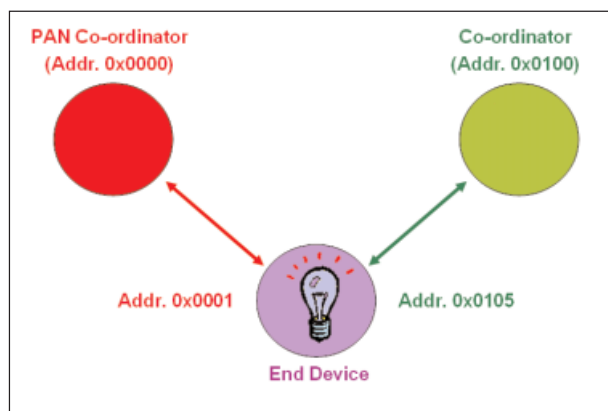 PAN Co-ordinator
(Addr. 0x0000)
Co-ordinator
(Addr. 0x0100)
Addr. 0x0001
Addr. 0x0105
End Device